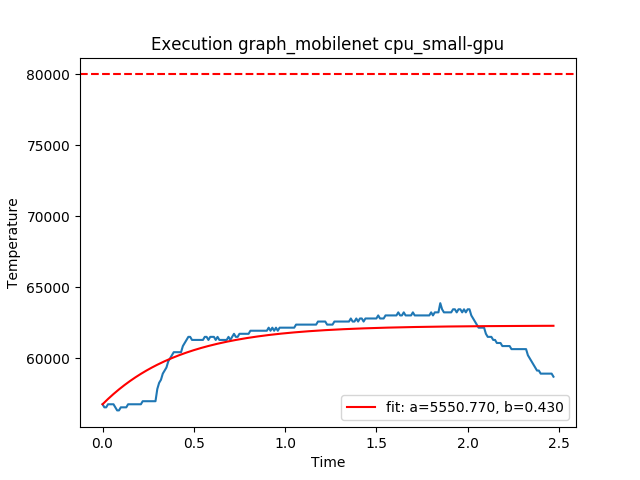 Execution graph_mobilenet cpu_small-gpu
80000
75000
70000
65000
60000
Temperature
fit: a=5550.770, b=0.430
0.0 0.5 1.0 1.5 2.0 2.5
Time